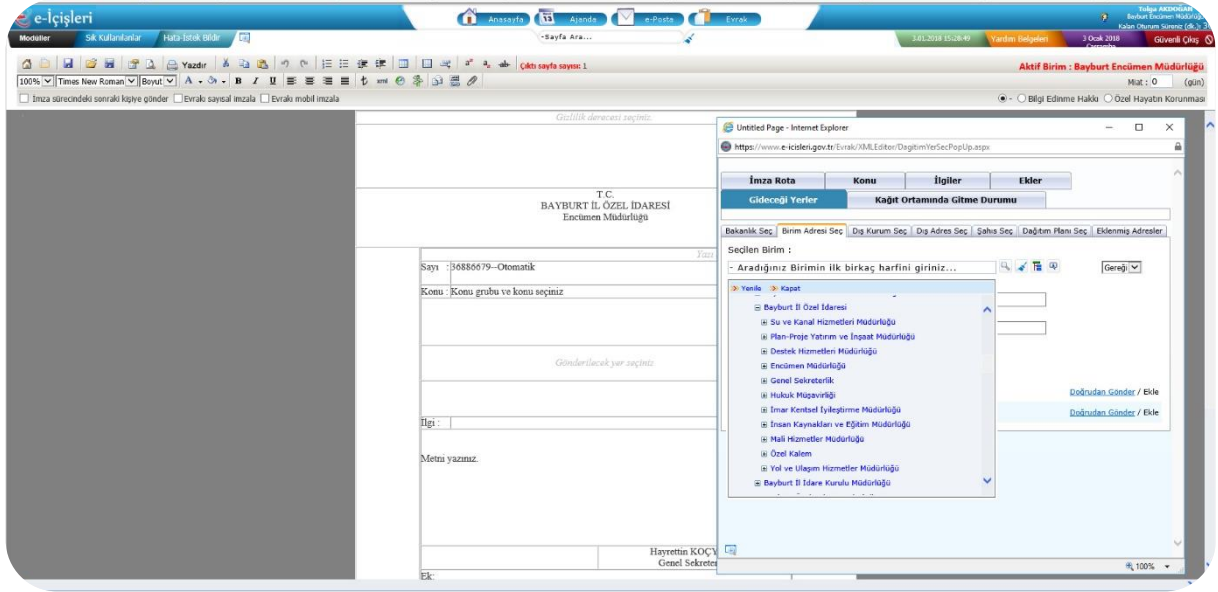 e-İçişleri
Anasayfa
Ajanda
e-Posta
Evrak
Tolga AKDOĞAN
Bayburt Encümen Müdürlüğü
Kalan Oturum Süreniz (dk.):
Modüller
Sık Kullanılanlar
Hata-İstek Bildir
-Sayfa Ara...
3.01.2018 15:26:49
Yardım Belgeleri
3 Ocak 2018
Çarşamba
Güvenli Çıkış
Yazdır
Çıktı sayfa sayısı: 1
Aktif Birim : Bayburt Encümen Müdürlüğü
100%
Times New Roman
Boyut
Miat : 0 (gün)
İmza sürecindeki sonraki kişiye gönder
Evrakı sayısal imzala
Evrakı mobil imzala
-
Bilgi Edinme Hakkı
Özel Hayatın Korunması
Gizlilik derecesi seçiniz.
T.C.
BAYBURT İL ÖZEL İDARESİ
Encümen Müdürlüğü
Yazı
Sayı : 36886679--Otomatik
Konu : Konu grubu ve konu seçiniz
Gönderilecek yer seçiniz
İlgi :
Metni yazınız.
Hayrettin KOÇY
Genel Sekreter
Ek:
Untitled Page - Internet Explorer
https://www.e-icisleri.gov.tr/Evrak/XMLEditor/DagitimYerSecPopUp.aspx
İmza Rota
Konu
İlgiler
Ekler
Gideceği Yerler
Kağıt Ortamında Gitme Durumu
Bakanlık Seç
Birim Adresi Seç
Dış Kurum Seç
Dış Adres Seç
Şahıs Seç
Dağıtım Planı Seç
Eklenmiş Adresler
Seçilen Birim :
- Aradığınız Birimin ilk birkaç harfini giriniz...
Gereği
Yenile
Kapat
Bayburt İl Özel İdaresi
Su ve Kanal Hizmetleri Müdürlüğü
Plan-Proje Yatırım ve İnşaat Müdürlüğü
Destek Hizmetleri Müdürlüğü
Encümen Müdürlüğü
Genel Sekreterlik
Hukuk Müşavirliği
İmar Kentsel İyileştirme Müdürlüğü
İnsan Kaynakları ve Eğitim Müdürlüğü
Mali Hizmetler Müdürlüğü
Özel Kalem
Yol ve Ulaşım Hizmetler Müdürlüğü
Bayburt İl İdare Kurulu Müdürlüğü
Doğrudan Gönder / Ekle
Doğrudan Gönder / Ekle
100%